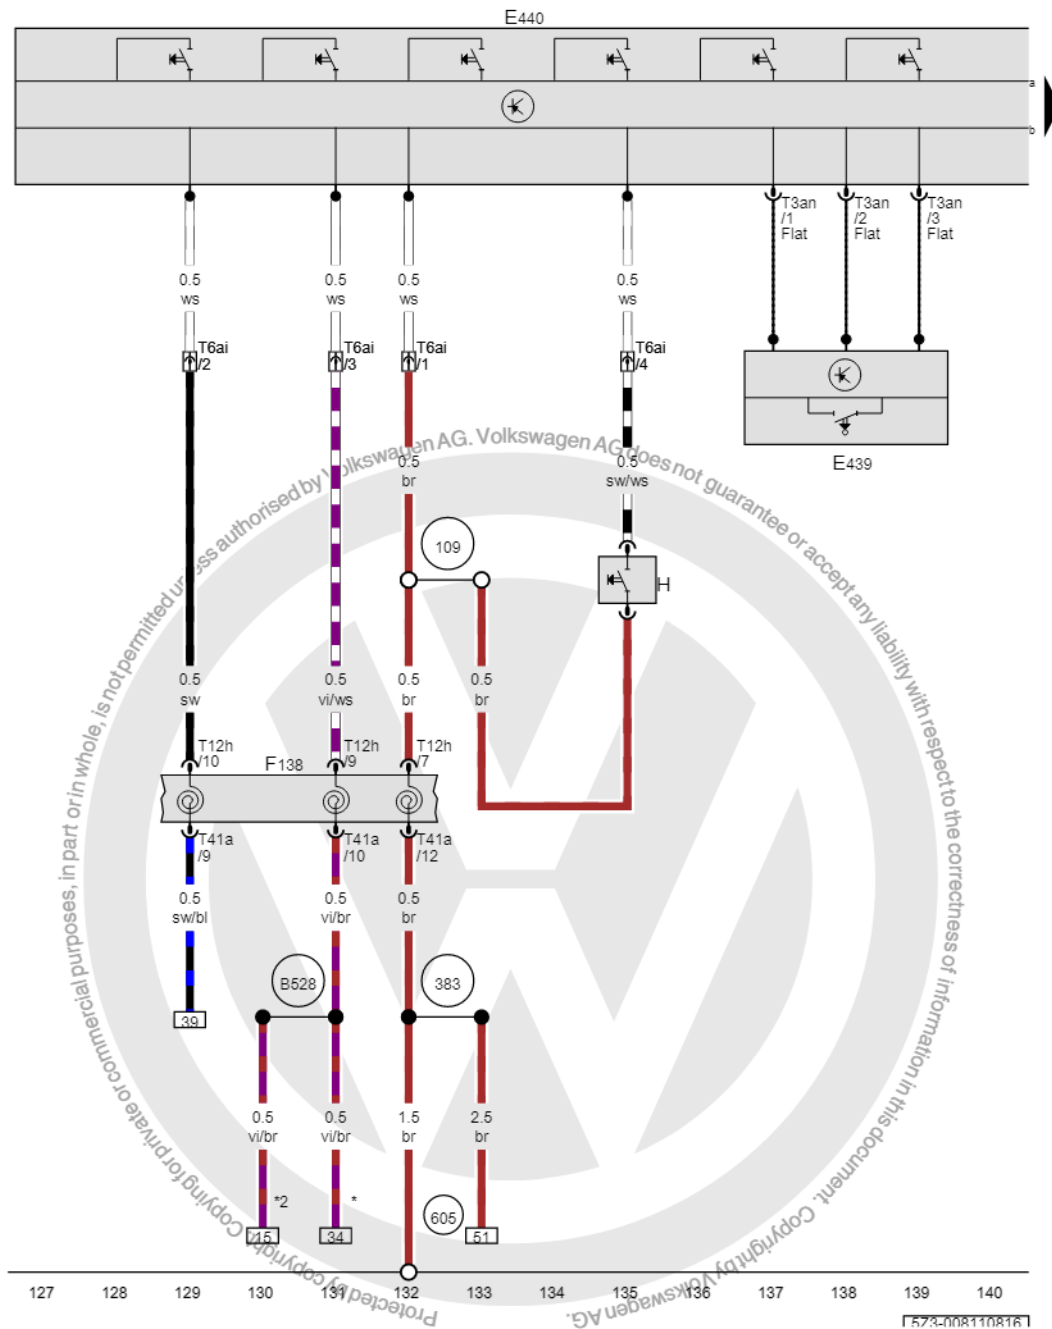 E440
a
b
T3an
/1
Flat
T3an
/2
Flat
T3an
/3
Flat
0.5
ws
0.5
ws
0.5
ws
0.5
ws
T6ai
/2
T6ai
/3
T6ai
/1
T6ai
/4
E439
0.5
br
0.5
sw/ws
109
H
0.5
sw
0.5
vi/ws
0.5
br
0.5
br
T12h
/10
F138
T12h
/9
T12h
/7
T41a
/9
T41a
/10
T41a
/12
0.5
sw/bl
0.5
vi/br
0.5
br
B528
383
39
0.5
vi/br
0.5
vi/br
1.5
br
2.5
br
*2
*
605
15
34
51
127 128 129 130 131 132 133 134 135 136 137 138 139 140
573-008110816
Protected by copyright. Copying for private or commercial purposes, in part or in whole, is not permitted unless authorised by Volkswagen AG. Volkswagen AG does not guarantee or accept any liability with respect to the correctness of information in this document. Copyright by Volkswagen AG.